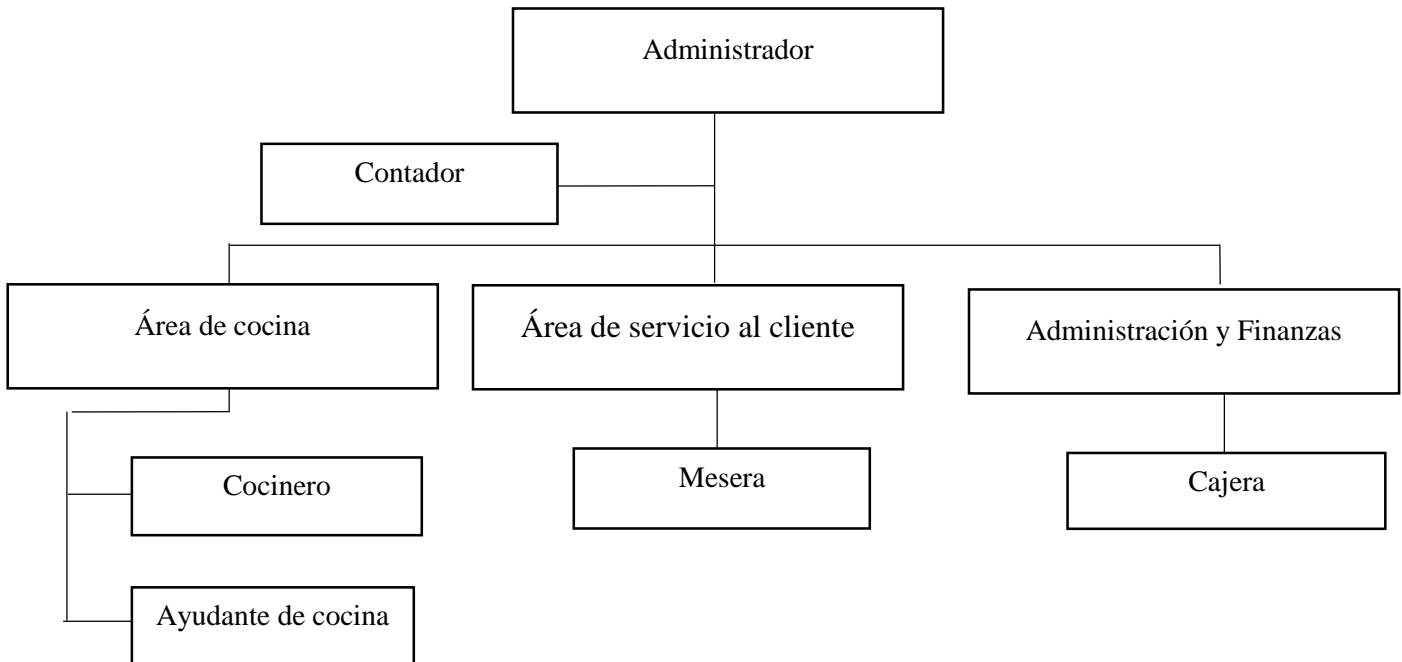 Administrador
Contador
Área de cocina
Área de servicio al cliente
Administración y Finanzas
Cocinero
Mesera
Cajera
Ayudante de cocina